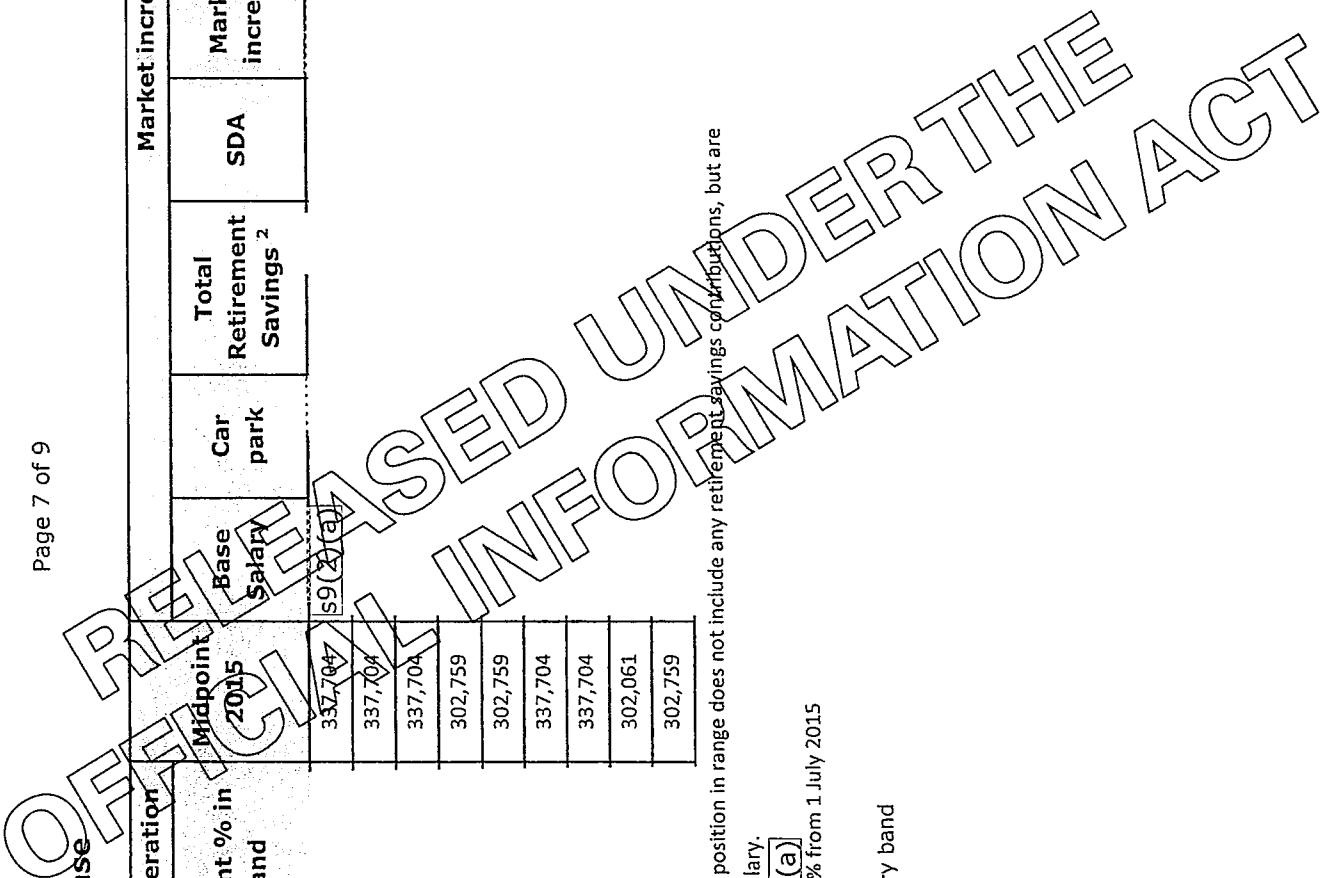 Page 7 of 9
use
eration
Market incre
nt % in
and
Midpoint
2015
Base
Salary
Car
park
Total
Retirement
Savings 2
SDA
Mark
incre
337,704
s9(2)(a)
337,704
337,704
302,759
302,759
337,704
337,704
302,061
302,759
position in range does not include any retirement savings contributions, but are
lary.
(a)
% from 1 July 2015
ry band
RELEASED UNDER THE
OFFICIAL INFORMATION ACT